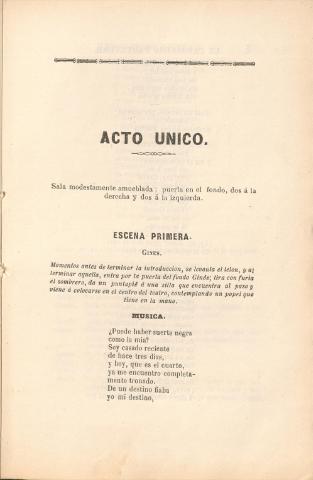 ACTO UNICO.
Sala modestamente amueblada: puerta en el fondo, dos á la
derecha y dos á la izquierda.
ESCENA PRIMERA.
GINES.
Momentos antes de terminar la introduccion, se levanta el telon, y al
terminar aquella, entra por la puerta del fondo Ginés; tira con furia
el sombrero, da un puntapié á una silla que encuentra al paso y
viene á colocarse en el centro del teatro, contemplando un papel que
tiene en la mano.
MUSICA.
¿Puede haber suerte negra
como la mia?
Soy casado reciente
de hace tres dias,
y hoy, que es el cuarto,
ya me encuentro completa-
mente tronado.
De un destino fiaba
yo mi destino,